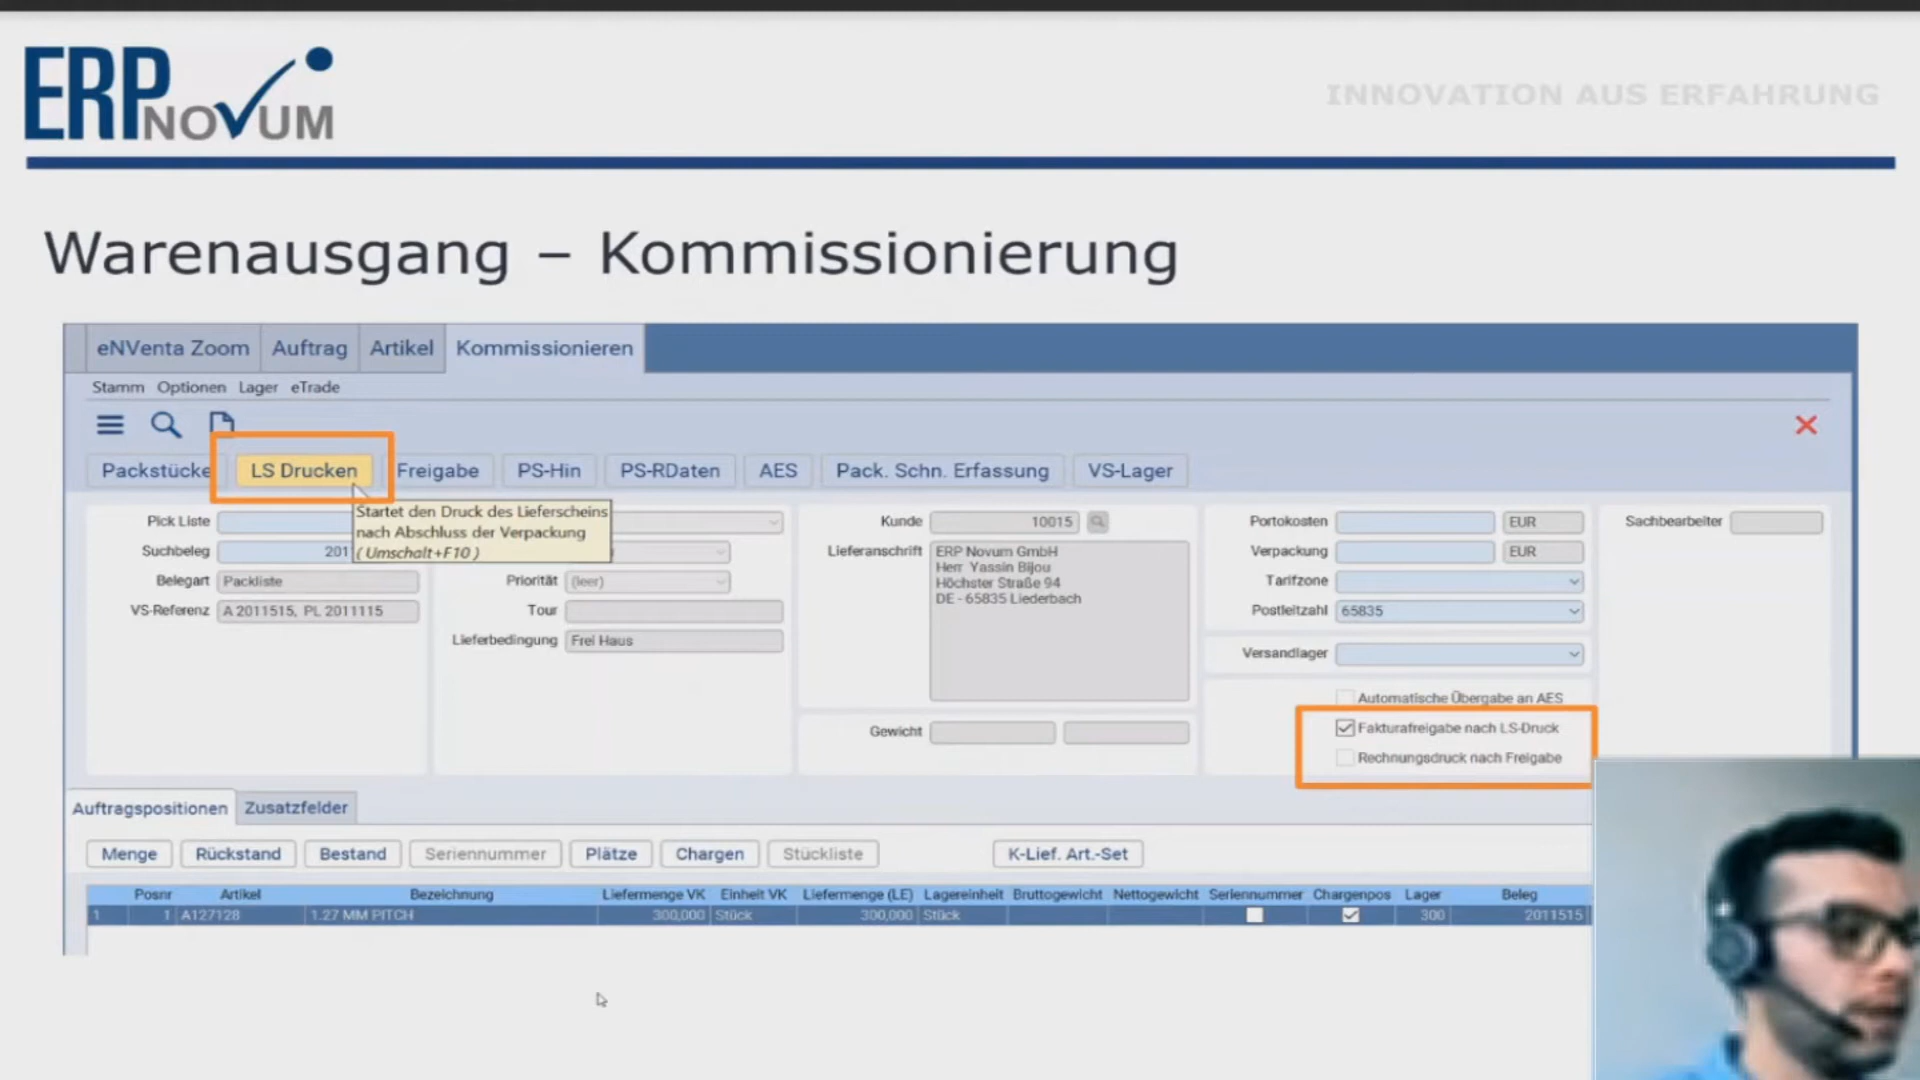 ERP NOVUM
INNOVATION AUS ERFAHRUNG
Warenausgang – Kommissionierung
eNVenta Zoom Auftrag Artikel Kommissionieren
Stamm Optionen Lager eTrade
Packstücke LS Drucken Freigabe PS-Hin PS-RDaten AES Pack. Schn. Erfassung VS-Lager
Startet den Druck des Lieferscheins
nach Abschluss der Verpackung
( Umschalt+F10 )
Pick Liste
Suchbeleg 201
Belegart Packliste
VS-Referenz A 2011515, PL 2011115
Priorität (leer)
Tour
Lieferbedingung Frei Haus
Kunde 10015
Lieferanschrift ERP Novum GmbH
Herr Yassin Bijou
Höchster Straße 94
DE - 65835 Liederbach
Gewicht
Portokosten EUR
Verpackung EUR
Tarifzone
Postleitzahl 65835
Versandlager
Automatische Übergabe an AES
Fakturafreigabe nach LS-Druck
Rechnungsdruck nach Freigabe
Sachbearbeiter
Auftragspositionen Zusatzfelder
Menge Rückstand Bestand Seriennummer Plätze Chargen Stückliste K-Lief. Art.-Set
Posnr Artikel Bezeichnung Liefermenge VK Einheit VK Liefermenge (LE) Lagereinheit Bruttogewicht Nettogewicht Seriennummer Chargenpos Lager Beleg
1 1 A127128 1.27 MM PITCH 300,000 Stück 300,000 Stück 300 2011515